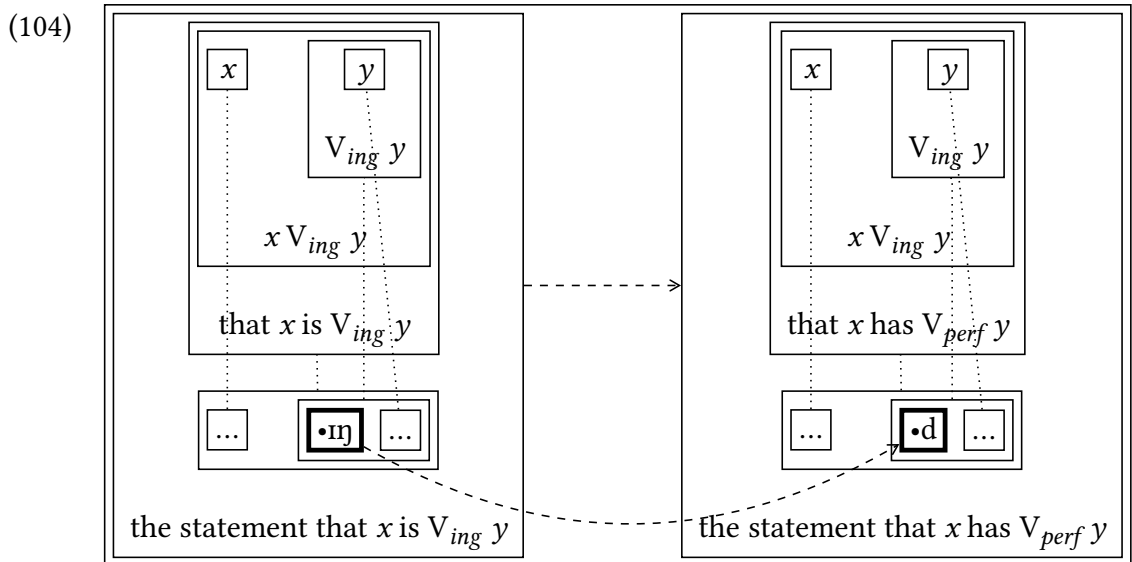 (104)
x y x y
V_ing y V_ing y
x V_ing y x V_ing y
that x is V_ing y that x has V_perf y
... •ɪŋ ... ... •d ...
the statement that x is V_ing y the statement that x has V_perf y